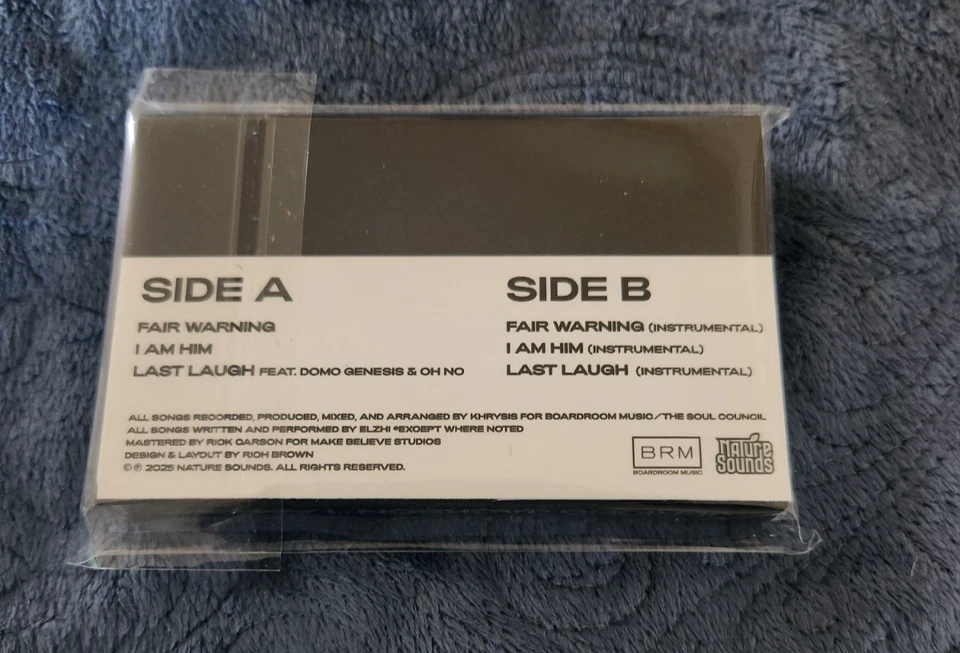 SIDE A
FAIR WARNING
I AM HIM
LAST LAUGH FEAT. DOMO GENESIS & OH NO
SIDE B
FAIR WARNING (INSTRUMENTAL)
I AM HIM (INSTRUMENTAL)
LAST LAUGH (INSTRUMENTAL)
ALL SONGS RECORDED, PRODUCED, MIXED, AND ARRANGED BY KHRYSIS FOR BOARDROOM MUSIC/THE SOUL COUNCIL
ALL SONGS WRITTEN AND PERFORMED BY ELZHI *EXCEPT WHERE NOTED
MASTERED BY RICK CARSON FOR MAKE BELIEVE STUDIOS
DESIGN & LAYOUT BY RICH BROWN
©℗ 2025 NATURE SOUNDS. ALL RIGHTS RESERVED.
BRM
BOARDROOM MUSIC
NATURE
SOUNDS